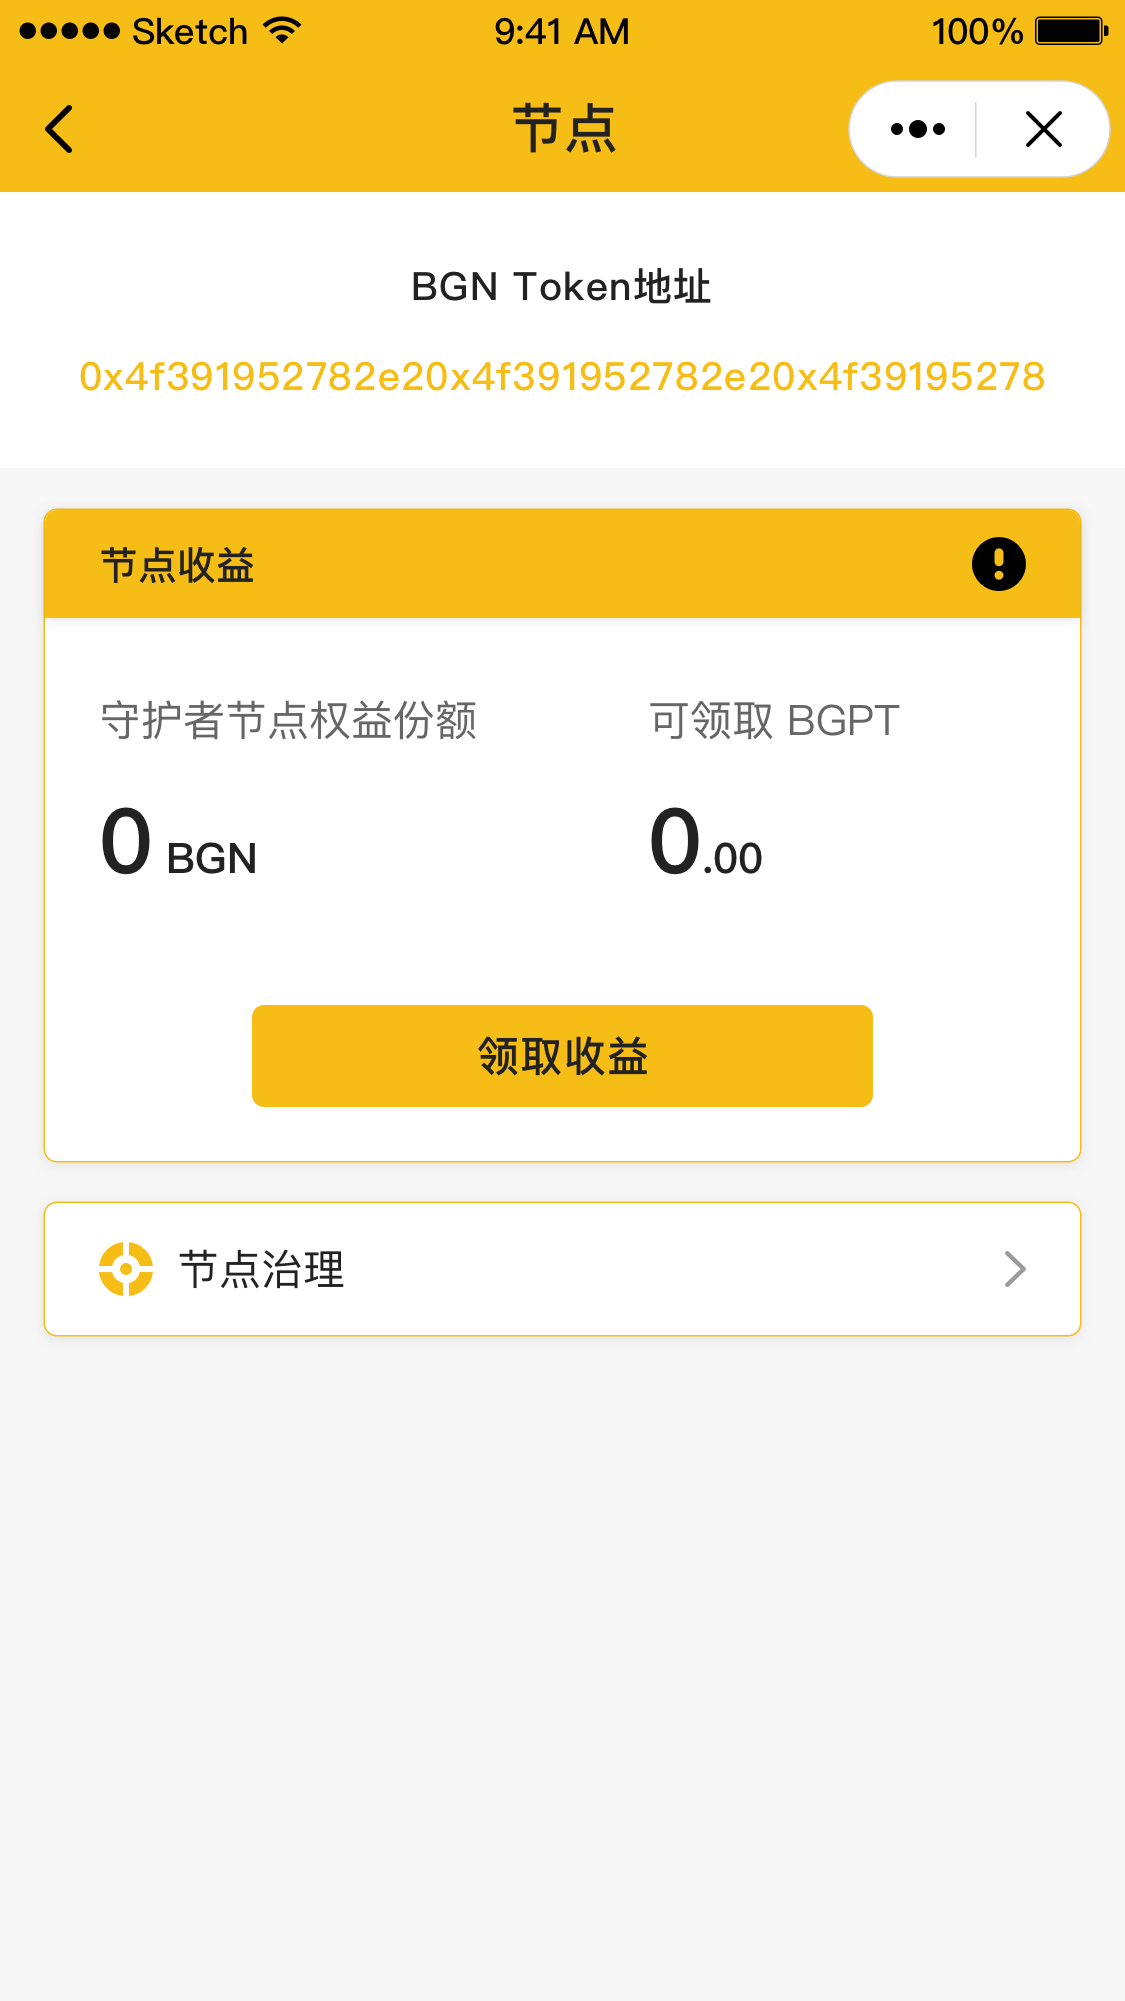 Sketch 9:41 AM 100%
节点
BGN Token地址
0x4f391952782e20x4f391952782e20x4f39195278
节点收益
守护者节点权益份额 可领取 BGPT
0 BGN 0.00
领取收益
节点治理